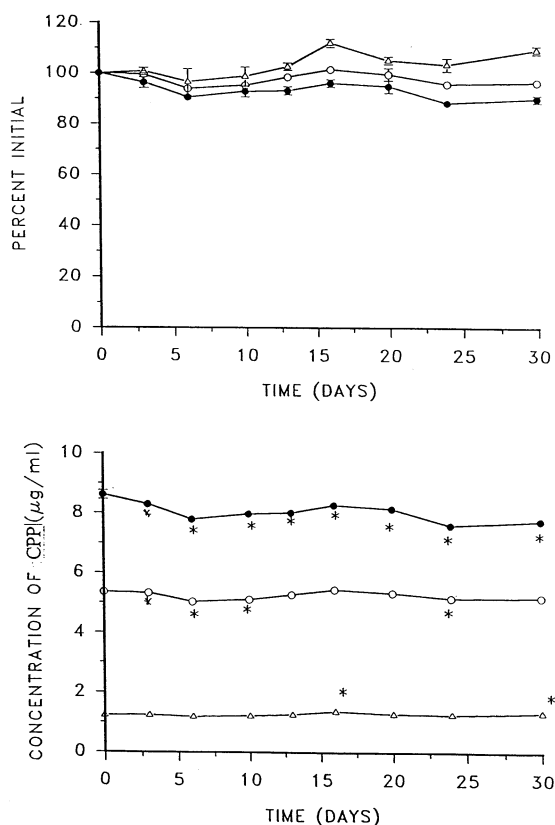 120
100
80
60
40
20
0
PERCENT INITIAL
0 5 10 15 20 25 30
TIME (DAYS)
10
8
6
4
2
0
CONCENTRATION OF CPP (μg/ml)
* * * * * * * * 
* * * *
* *
0 5 10 15 20 25 30
TIME (DAYS)